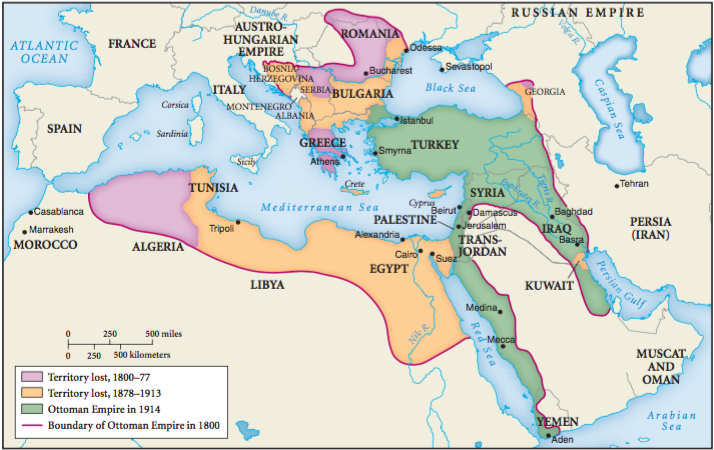 RUSSIAN EMPIRE
Danube R.
Volga R.
ATLANTIC
OCEAN
FRANCE
AUSTRO
HUNGARIAN
EMPIRE
ROMANIA
Odessa
Sevastopol
Bucharest
BOSNIA-
HERZEGOVINA
SERBIA
BULGARIA
Black Sea
GEORGIA
Caspian Sea
ITALY
MONTENEGRO
ALBANIA
Corsica
Sardinia
SPAIN
Istanbul
GREECE
Athens
Smyrna
TURKEY
Sicily
Crete
Cyprus
SYRIA
Tigris R.
Euphrates R.
Tehran
TUNISIA
Mediterranean Sea
Beirut
Damascus
Baghdad
PERSIA
(IRAN)
Casablanca
Marrakesh
MOROCCO
ALGERIA
Tripoli
PALESTINE
Jerusalem
IRAQ
Alexandria
TRANS-
JORDAN
Basra
Cairo
Suez
EGYPT
LIBYA
KUWAIT
Persian Gulf
Medina
Nile R.
Red Sea
Mecca
MUSCAT
AND
OMAN
YEMEN
Aden
Arabian
Sea
0 250 500 miles
0 250 500 kilometers
Territory lost, 1800–77
Territory lost, 1878–1913
Ottoman Empire in 1914
Boundary of Ottoman Empire in 1800